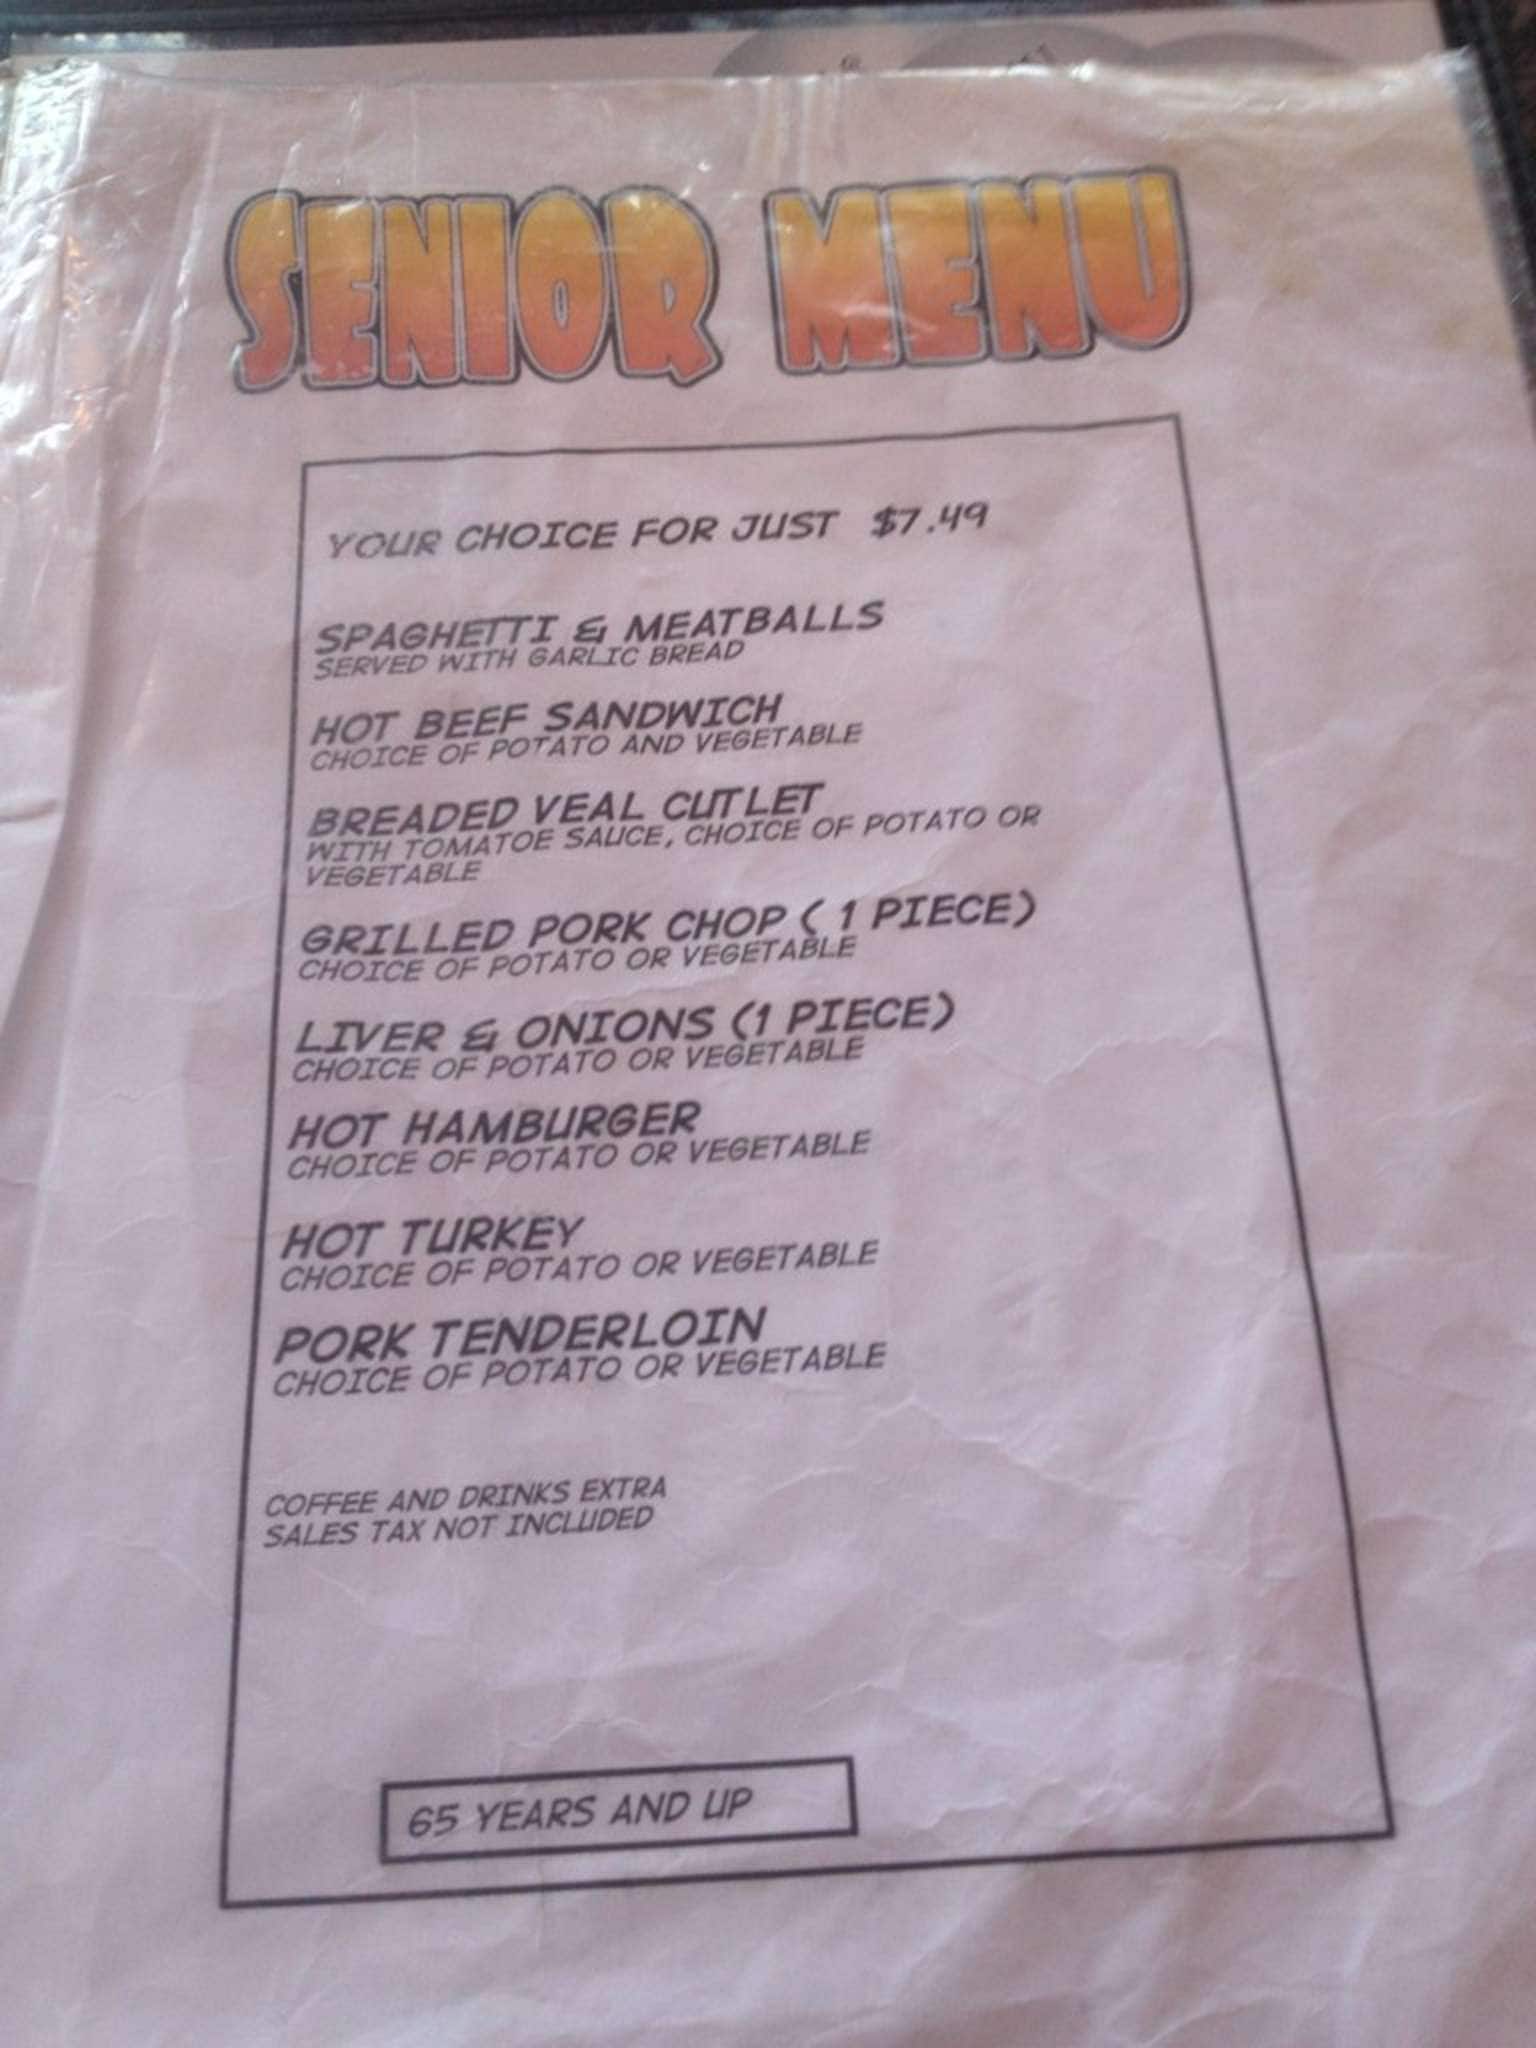 SENIOR MENU
YOUR CHOICE FOR JUST $7.49
SPAGHETTI & MEATBALLS
SERVED WITH GARLIC BREAD
HOT BEEF SANDWICH
CHOICE OF POTATO AND VEGETABLE
BREADED VEAL CUTLET
WITH TOMATOE SAUCE, CHOICE OF POTATO OR
VEGETABLE
GRILLED PORK CHOP ( 1 PIECE)
CHOICE OF POTATO OR VEGETABLE
LIVER & ONIONS (1 PIECE)
CHOICE OF POTATO OR VEGETABLE
HOT HAMBURGER
CHOICE OF POTATO OR VEGETABLE
HOT TURKEY
CHOICE OF POTATO OR VEGETABLE
PORK TENDERLOIN
CHOICE OF POTATO OR VEGETABLE
COFFEE AND DRINKS EXTRA
SALES TAX NOT INCLUDED
65 YEARS AND UP